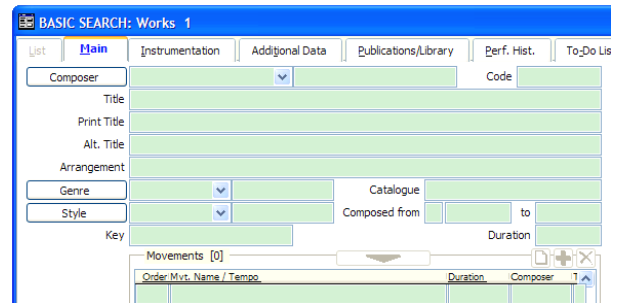 BASIC SEARCH: Works 1
List Main Instrumentation Additional Data Publications/Library Perf. Hist. To-Do Lis
Composer Code
Title
Print Title
Alt. Title
Arrangement
Genre Catalogue
Style Composed from to
Key Duration
Movements [0]
Order Mvt. Name / Tempo Duration Composer T